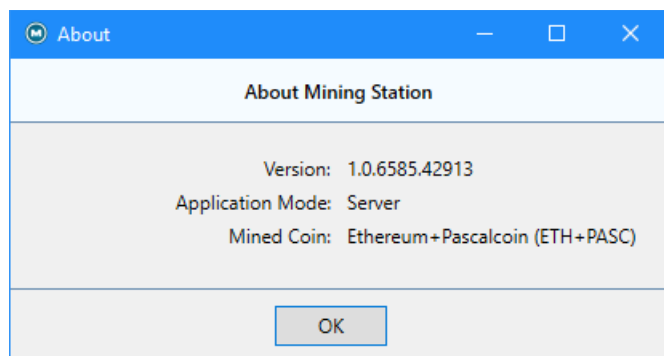 About
About Mining Station
Version: 1.0.6585.42913
Application Mode: Server
Mined Coin: Ethereum+Pascalcoin (ETH+PASC)
OK